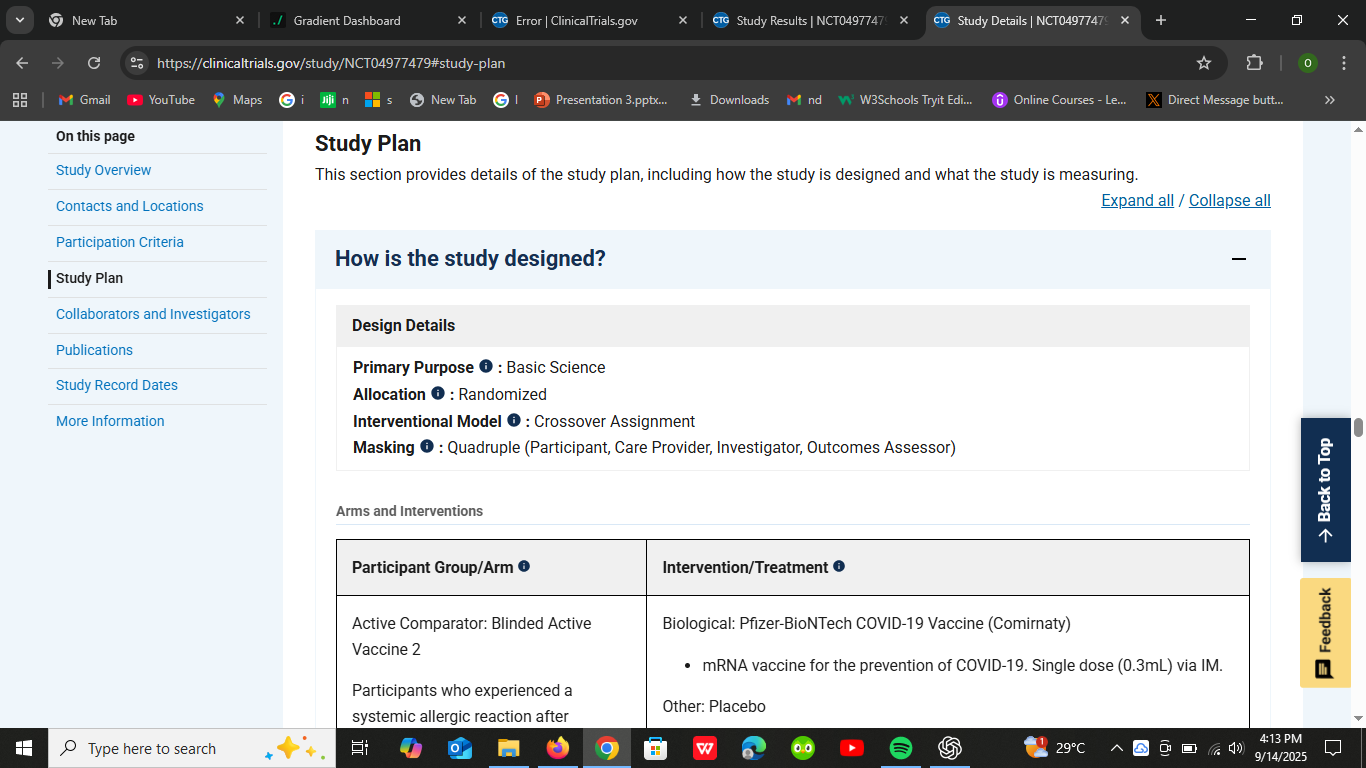 New Tab
Gradient Dashboard
CTG Error | ClinicalTrials.gov
CTG Study Results | NCT0497747
CTG Study Details | NCT0497747
https://clinicaltrials.gov/study/NCT04977479#study-plan
O
Gmail
YouTube
Maps
i
Jiji n
s
New Tab
l
Presentation 3.pptx...
Downloads
nd
W3Schools Tryit Edi...
Online Courses - Le...
Direct Message butt...
On this page
Study Overview
Contacts and Locations
Participation Criteria
Study Plan
Collaborators and Investigators
Publications
Study Record Dates
More Information
Study Plan
This section provides details of the study plan, including how the study is designed and what the study is measuring.
Expand all / Collapse all
How is the study designed?
Design Details
Primary Purpose : Basic Science
Allocation : Randomized
Interventional Model : Crossover Assignment
Masking : Quadruple (Participant, Care Provider, Investigator, Outcomes Assessor)
Arms and Interventions
Participant Group/Arm
Intervention/Treatment
Active Comparator: Blinded Active
Vaccine 2
Participants who experienced a
systemic allergic reaction after
Biological: Pfizer-BioNTech COVID-19 Vaccine (Comirnaty)
• mRNA vaccine for the prevention of COVID-19. Single dose (0.3mL) via IM.
Other: Placebo
Back to Top
Feedback
Type here to search
1
29°C
4:13 PM
9/14/2025